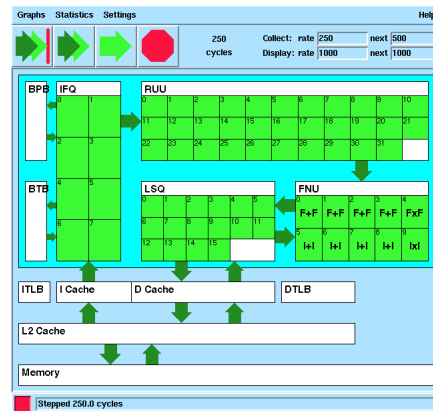 Graphs Statistics Settings Help
250 Collect: rate 250 next 500
cycles Display: rate 1000 next 1000
BPB IFQ RUU
0 1 0 1 2 3 4 5 6 7 8 9 10
11 12 13 14 15 16 17 18 19 20 21
2 3 22 23 24 25 26 27 28 29 30 31
BTB 4 5 LSQ FNU
0 1 2 3 4 5 0 1 2 3 4
F+F F+F F+F F+F FxF
6 7 6 7 8 9 10 11 5 6 7 8 9
I+I I+I I+I I+I IxI
12 13 14 15
ITLB I Cache D Cache DTLB
L2 Cache
Memory
Stepped 250.0 cycles